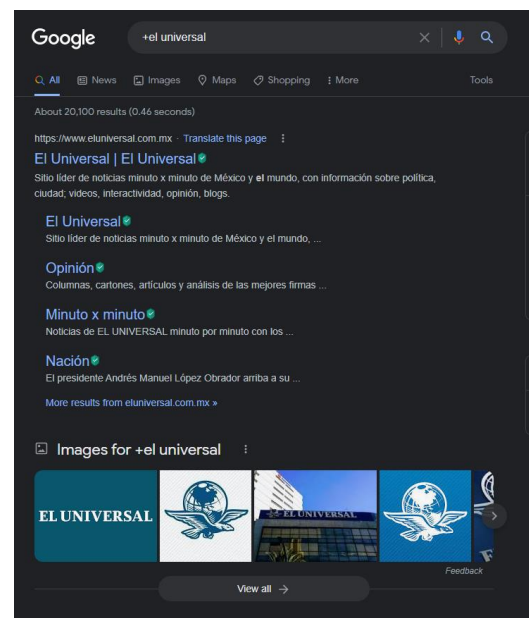 Google
+el universal
All News Images Maps Shopping More Tools
About 20,100 results (0.46 seconds)
https://www.eluniversal.com.mx · Translate this page
El Universal | El Universal
Sitio líder de noticias minuto x minuto de México y el mundo, con información sobre política,
ciudad; videos, interactividad, opinión, blogs.
El Universal
Sitio líder de noticias minuto x minuto de México y el mundo, ...
Opinión
Columnas, cartones, artículos y análisis de las mejores firmas ...
Minuto x minuto
Noticias de EL UNIVERSAL minuto por minuto con los ...
Nación
El presidente Andrés Manuel López Obrador arriba a su ...
More results from eluniversal.com.mx »
Images for +el universal
EL UNIVERSAL
EL UNIVERSAL
Feedback
View all →